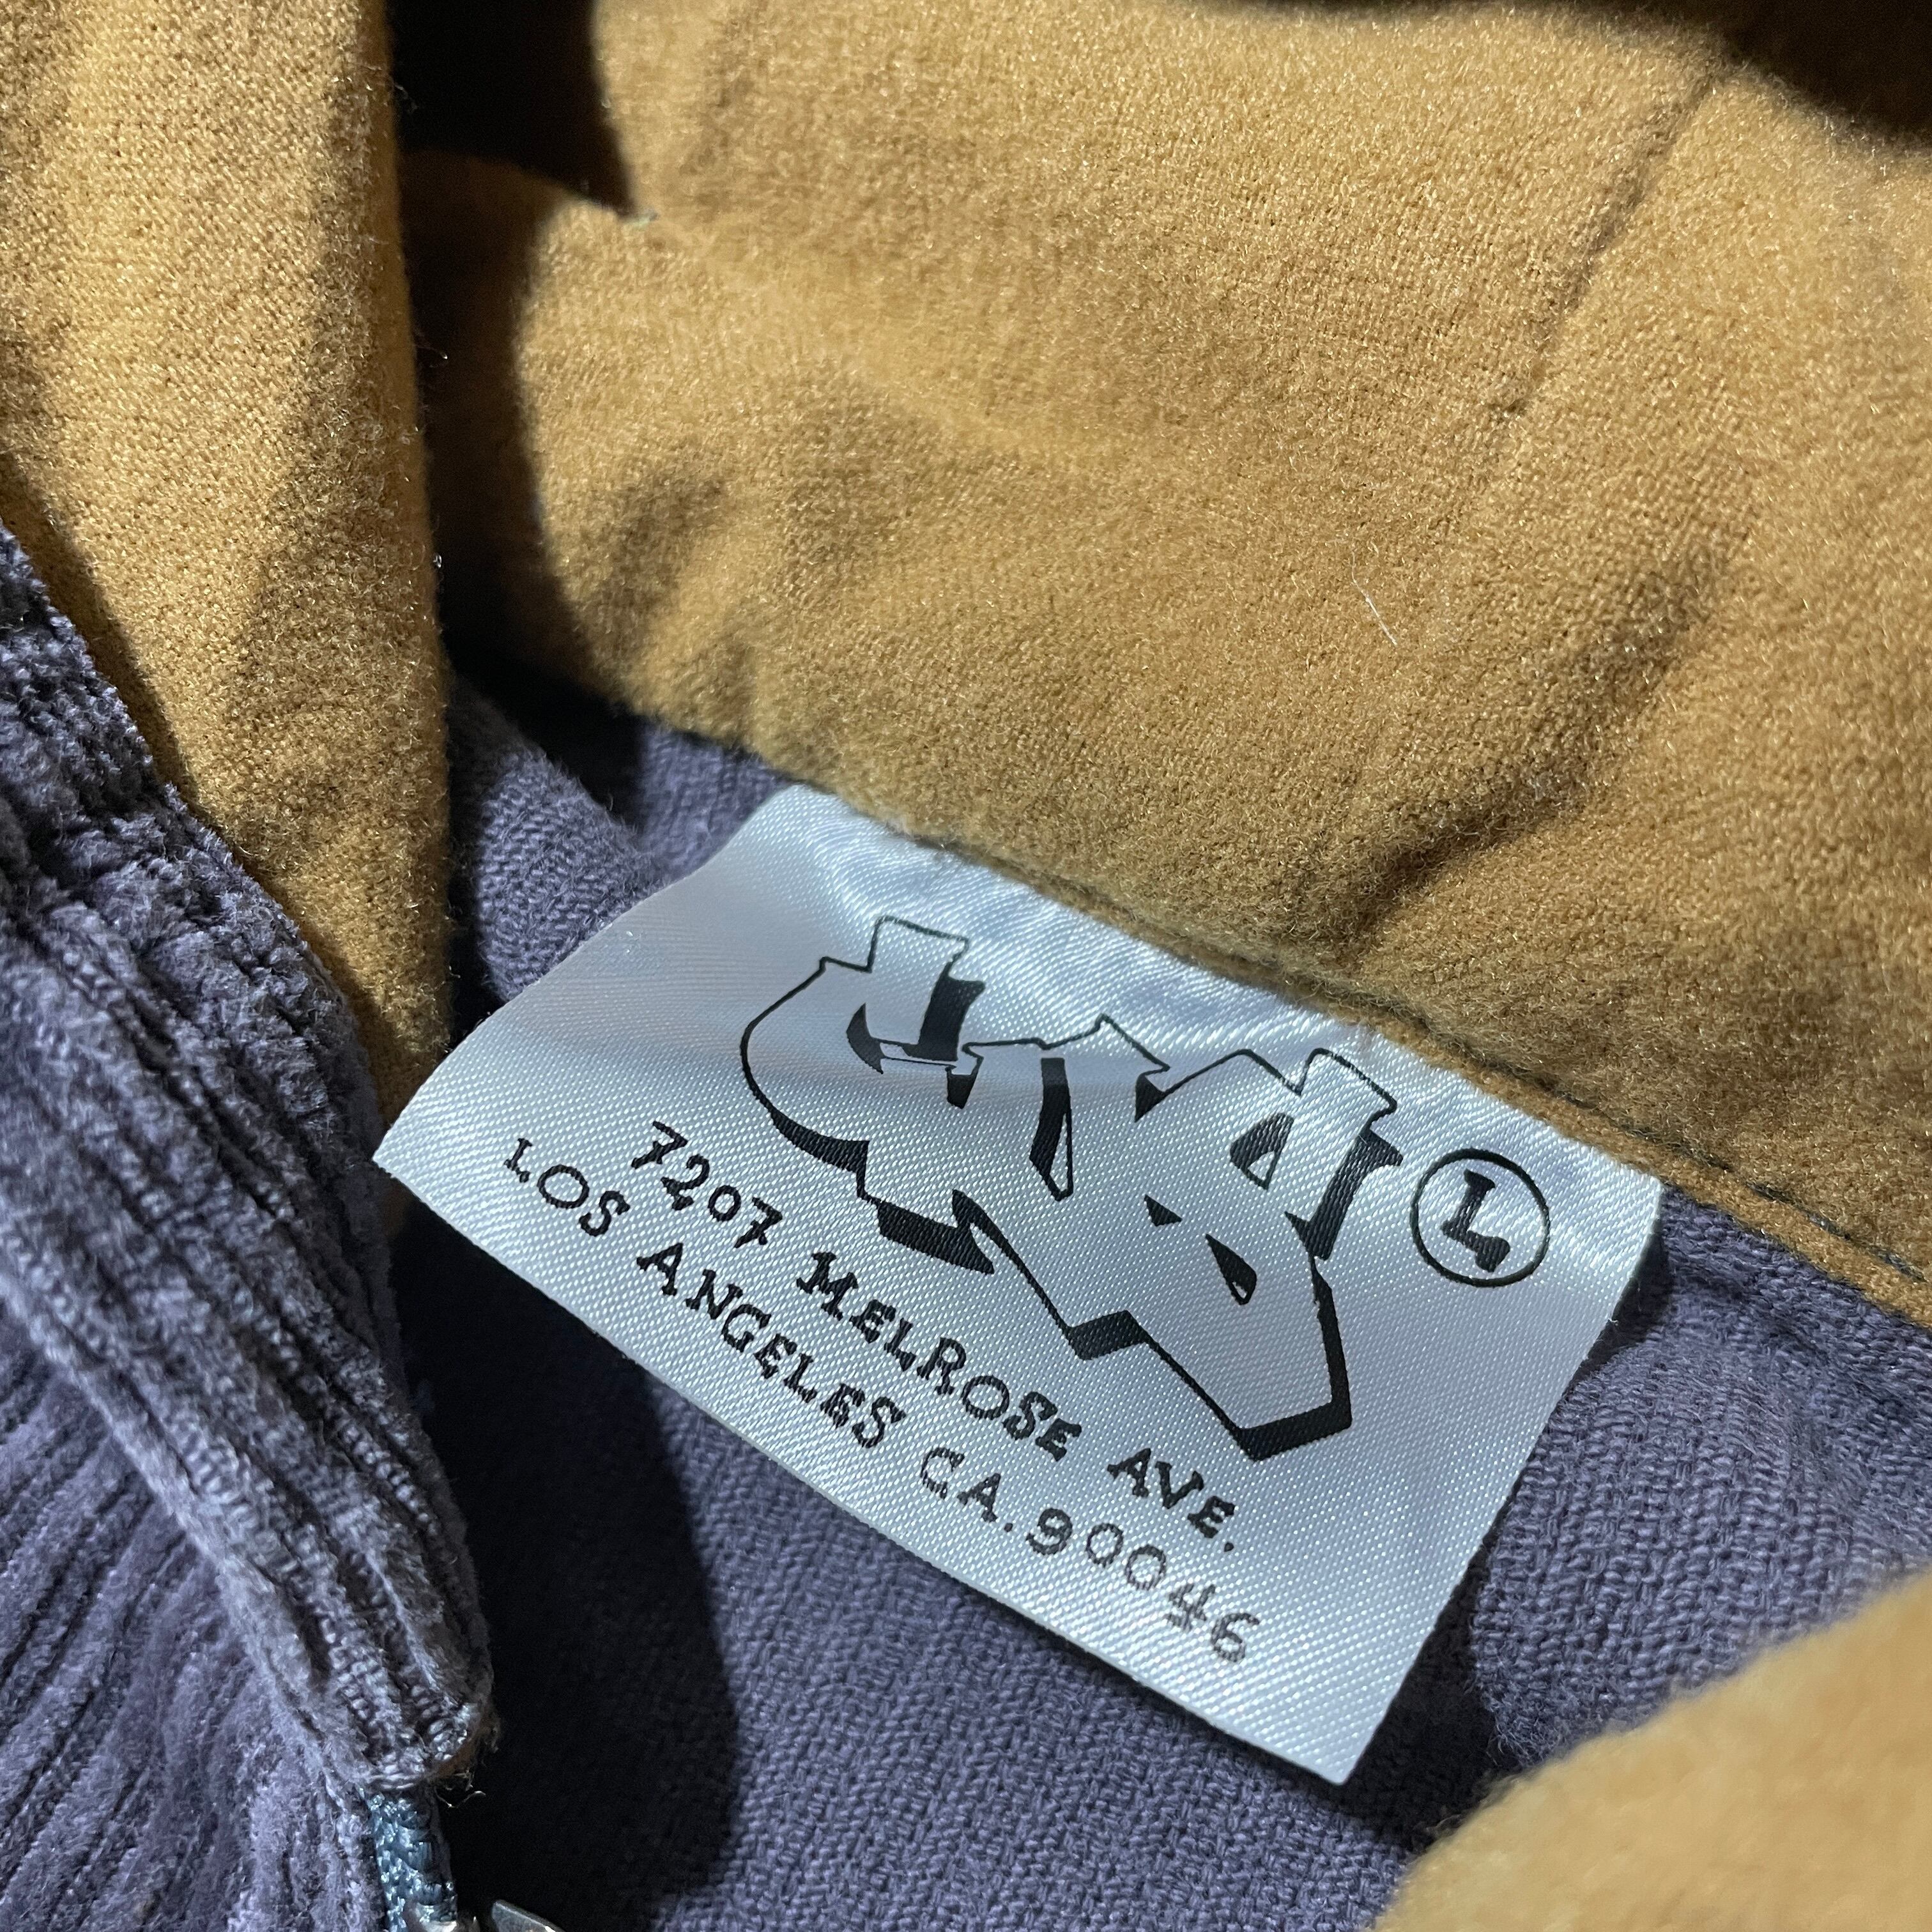 L
7207 MELROSE AVE.
LOS ANGELES CA. 90046